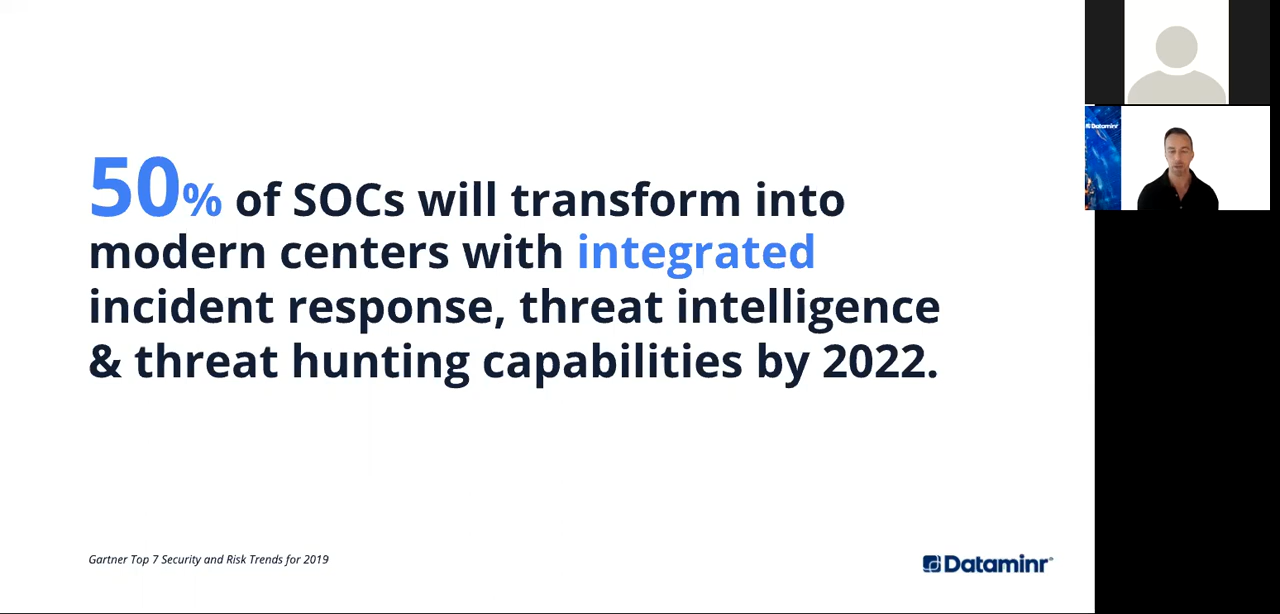 50% of SOCs will transform into
modern centers with integrated
incident response, threat intelligence
& threat hunting capabilities by 2022.
Gartner Top 7 Security and Risk Trends for 2019
Dataminr
Dataminr